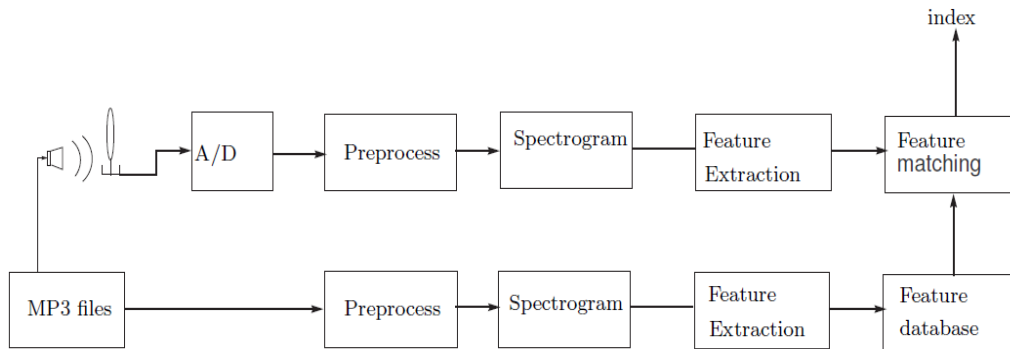 index
A/D
Preprocess
Spectrogram
Feature
Extraction
Feature
matching
MP3 files
Preprocess
Spectrogram
Feature
Extraction
Feature
database